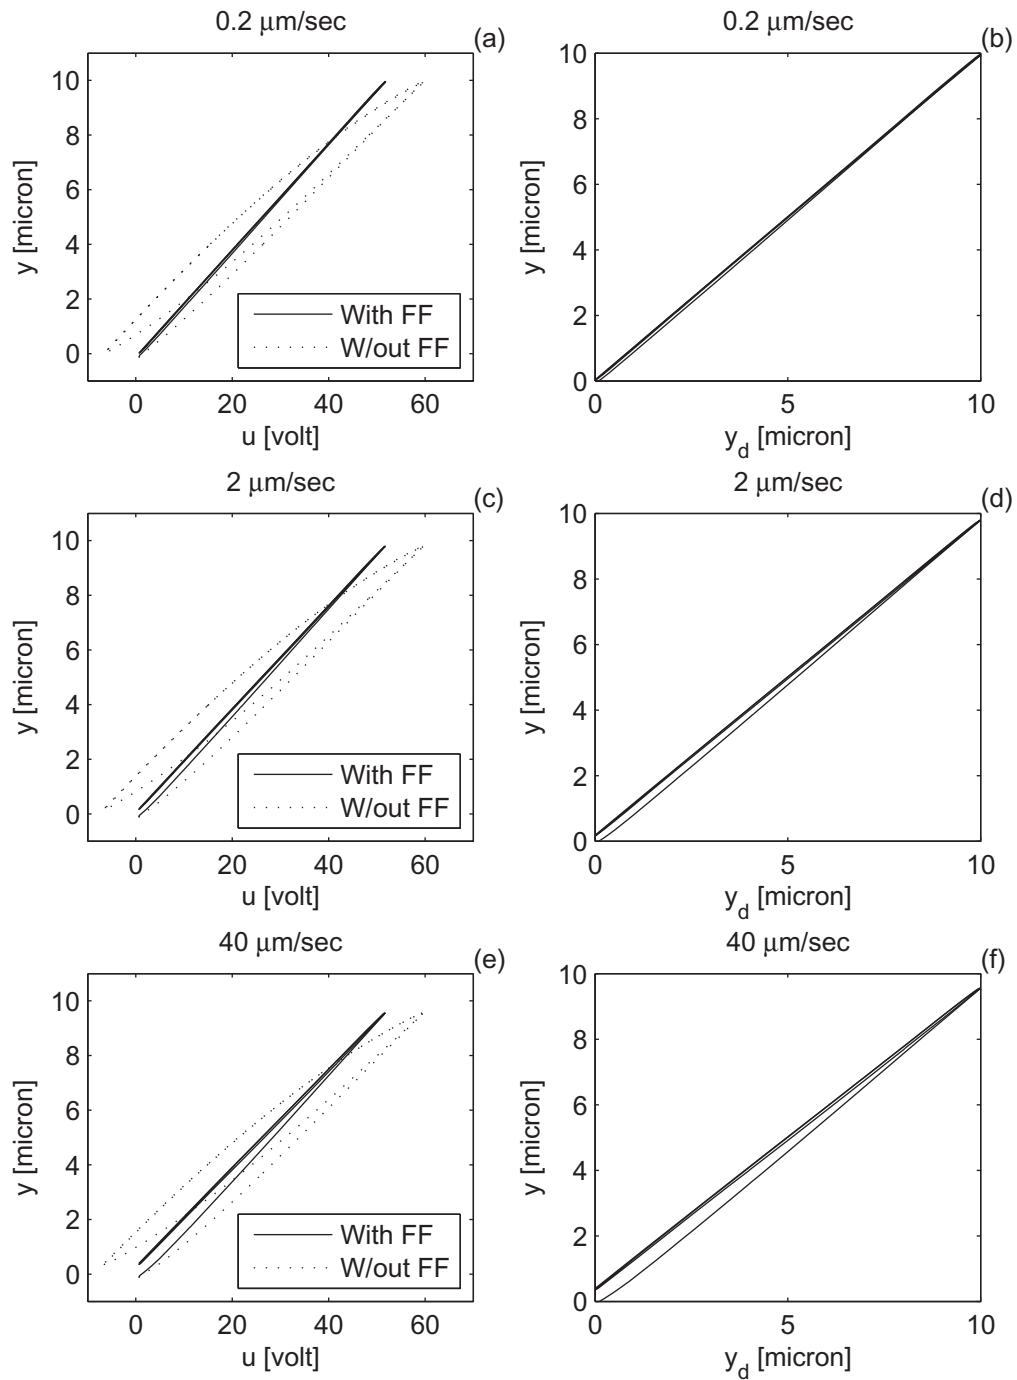 0.2 μm/sec
(a)
10
8
6
4
2
0
y [micron]
With FF
W/out FF
0 20 40 60
u [volt]
0.2 μm/sec
(b)
10
8
6
4
2
0
y [micron]
0 5 10
y_d [micron]
2 μm/sec
(c)
10
8
6
4
2
0
y [micron]
With FF
W/out FF
0 20 40 60
u [volt]
2 μm/sec
(d)
10
8
6
4
2
0
y [micron]
0 5 10
y_d [micron]
40 μm/sec
(e)
10
8
6
4
2
0
y [micron]
With FF
W/out FF
0 20 40 60
u [volt]
40 μm/sec
(f)
10
8
6
4
2
0
y [micron]
0 5 10
y_d [micron]